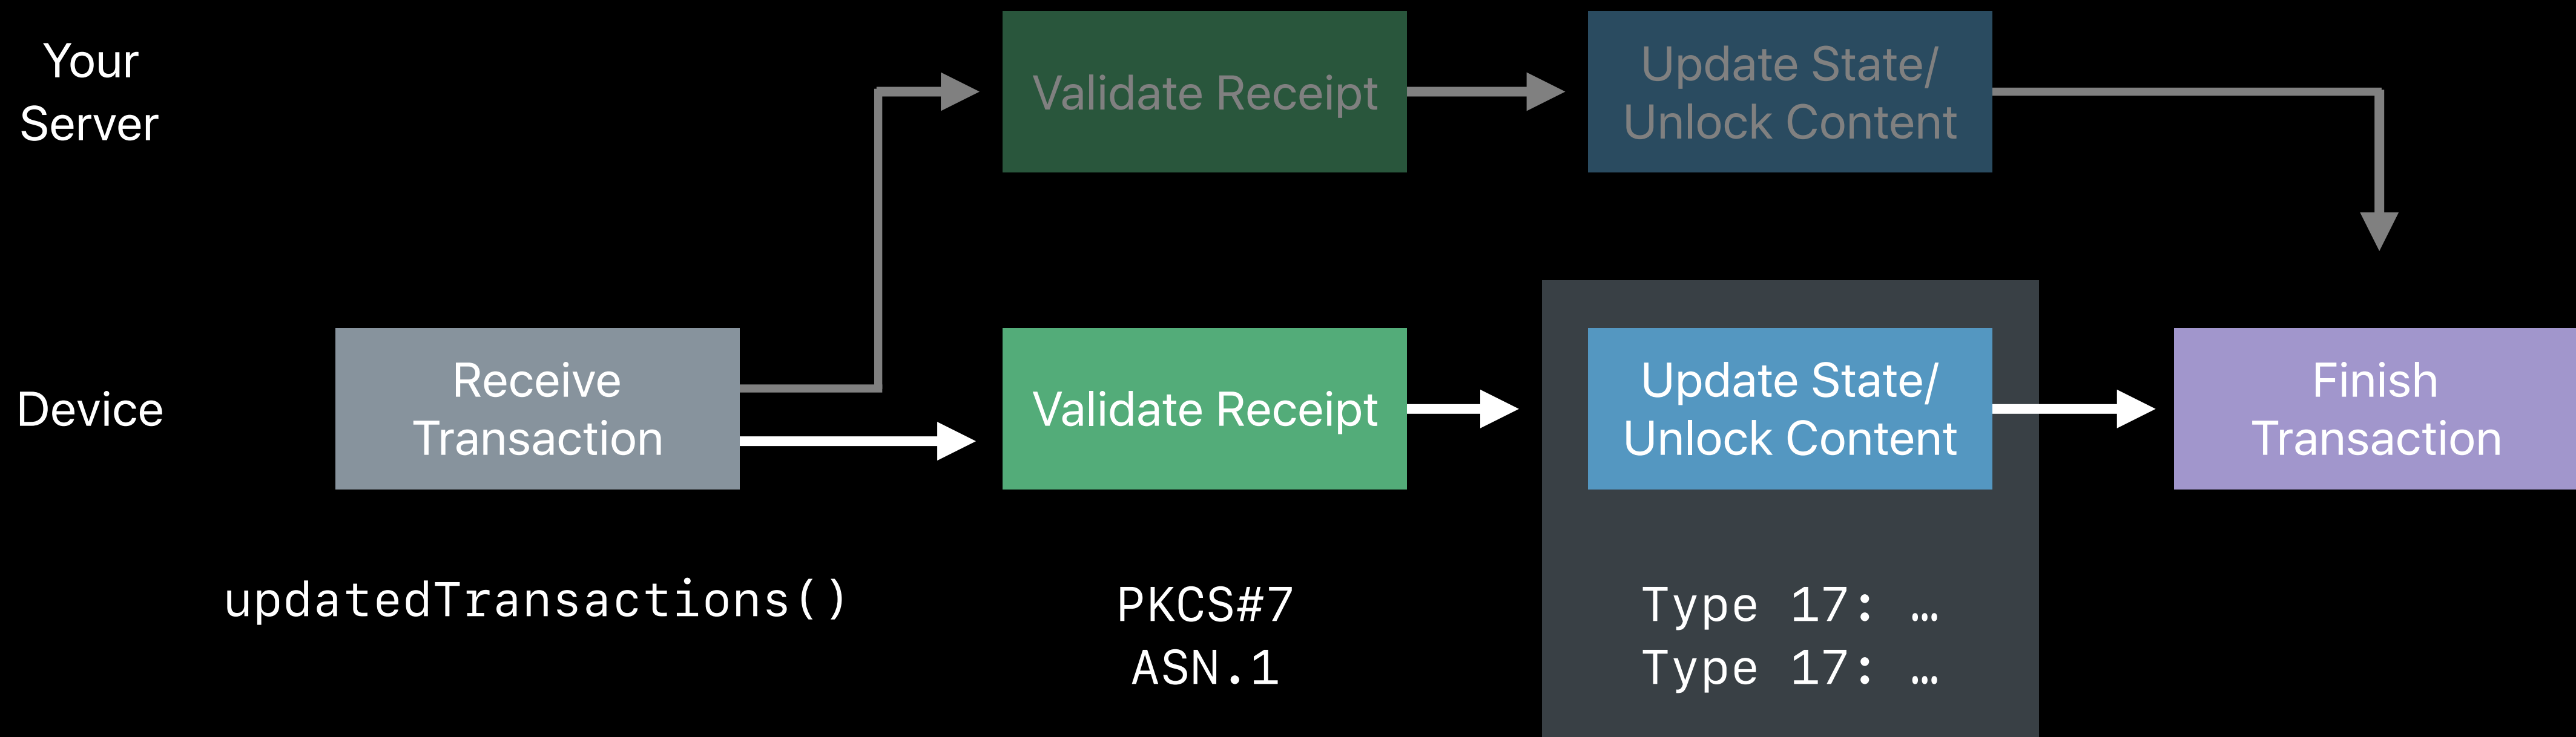 Your
Server
Validate Receipt
Update State/
Unlock Content
Device
Receive
Transaction
Validate Receipt
Update State/
Unlock Content
Finish
Transaction
updatedTransactions()
PKCS#7
ASN.1
Type 17: …
Type 17: …